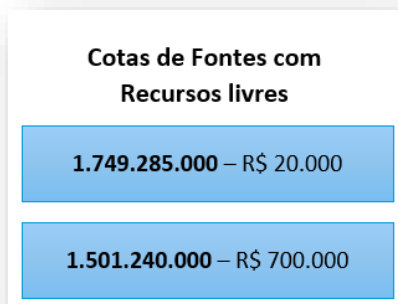 Cotas de Fontes com
Recursos livres
1.749.285.000 – R$ 20.000
1.501.240.000 – R$ 700.000